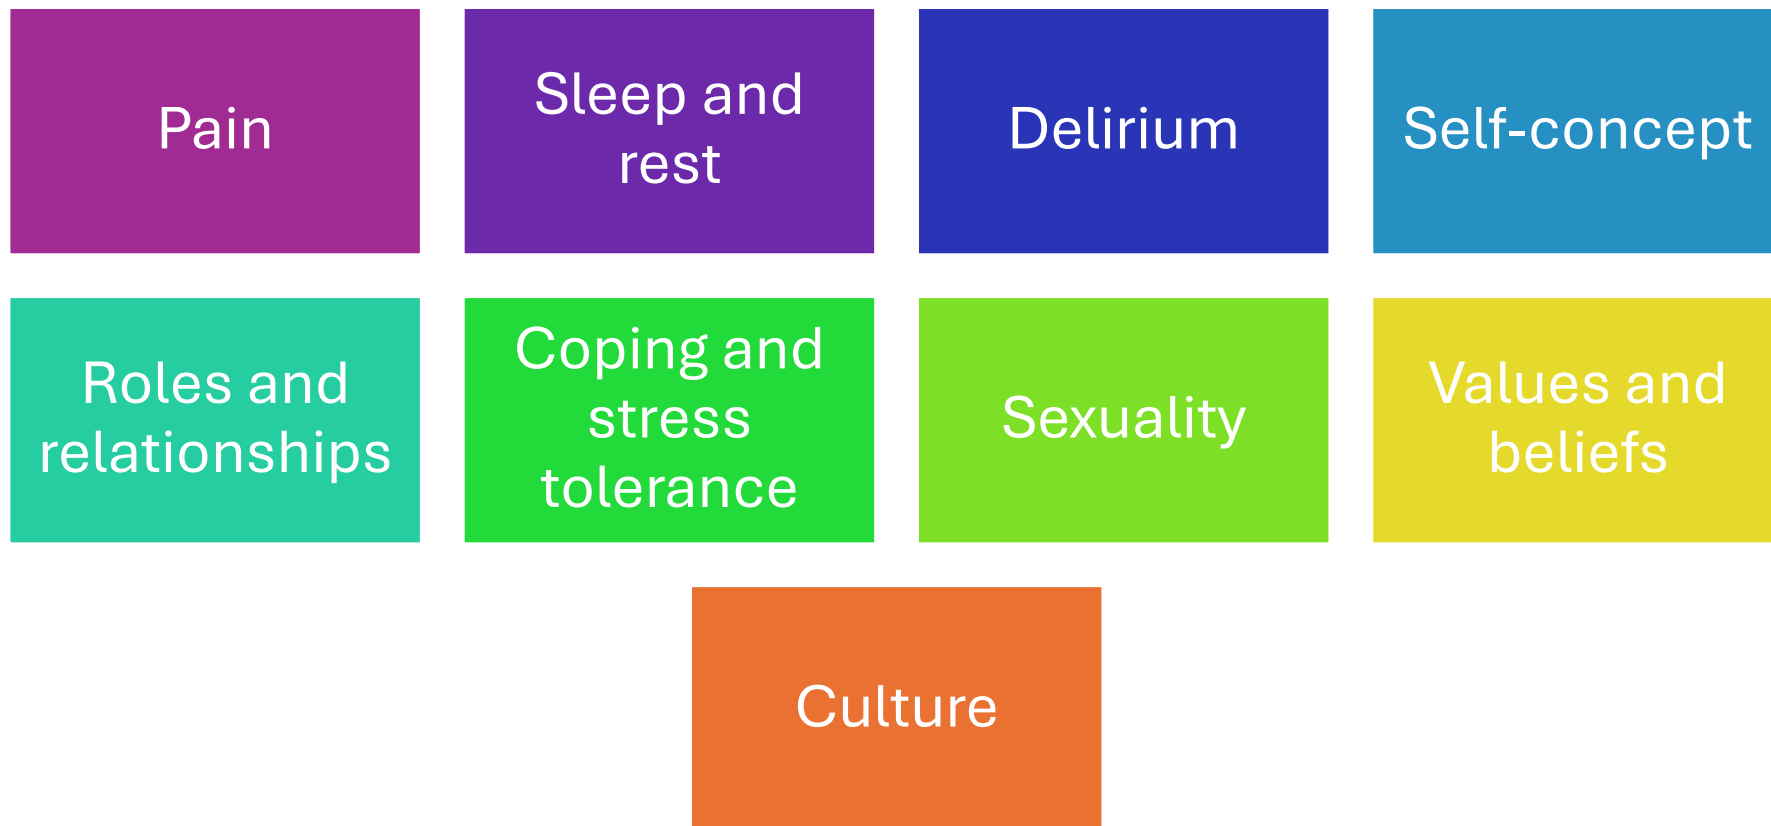 Pain
Sleep and
rest
Delirium
Self-concept
Roles and
relationships
Coping and
stress
tolerance
Sexuality
Values and
beliefs
Culture